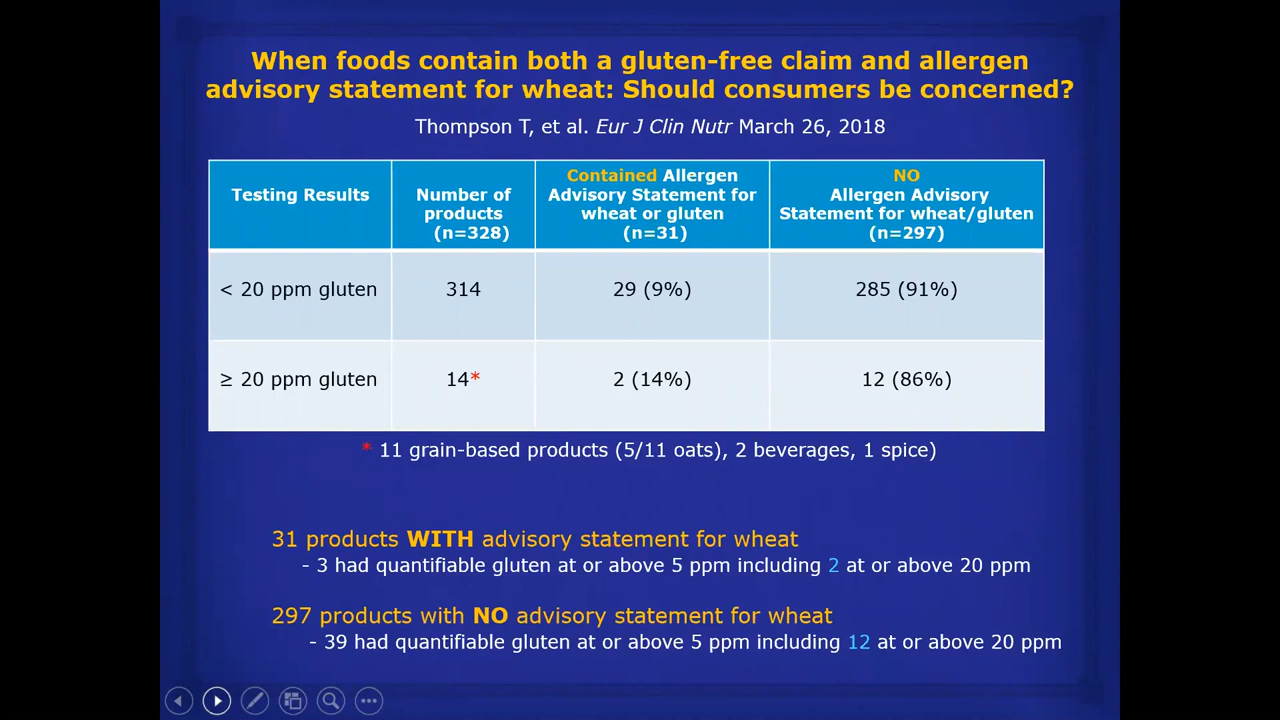 When foods contain both a gluten-free claim and allergen
advisory statement for wheat: Should consumers be concerned?
Thompson T, et al. Eur J Clin Nutr March 26, 2018
Testing Results
Number of
products
(n=328)
Contained Allergen
Advisory Statement for
wheat or gluten
(n=31)
NO
Allergen Advisory
Statement for wheat/gluten
(n=297)
< 20 ppm gluten
314
29 (9%)
285 (91%)
≥ 20 ppm gluten
14*
2 (14%)
12 (86%)
* 11 grain-based products (5/11 oats), 2 beverages, 1 spice)
31 products WITH advisory statement for wheat
- 3 had quantifiable gluten at or above 5 ppm including 2 at or above 20 ppm
297 products with NO advisory statement for wheat
- 39 had quantifiable gluten at or above 5 ppm including 12 at or above 20 ppm